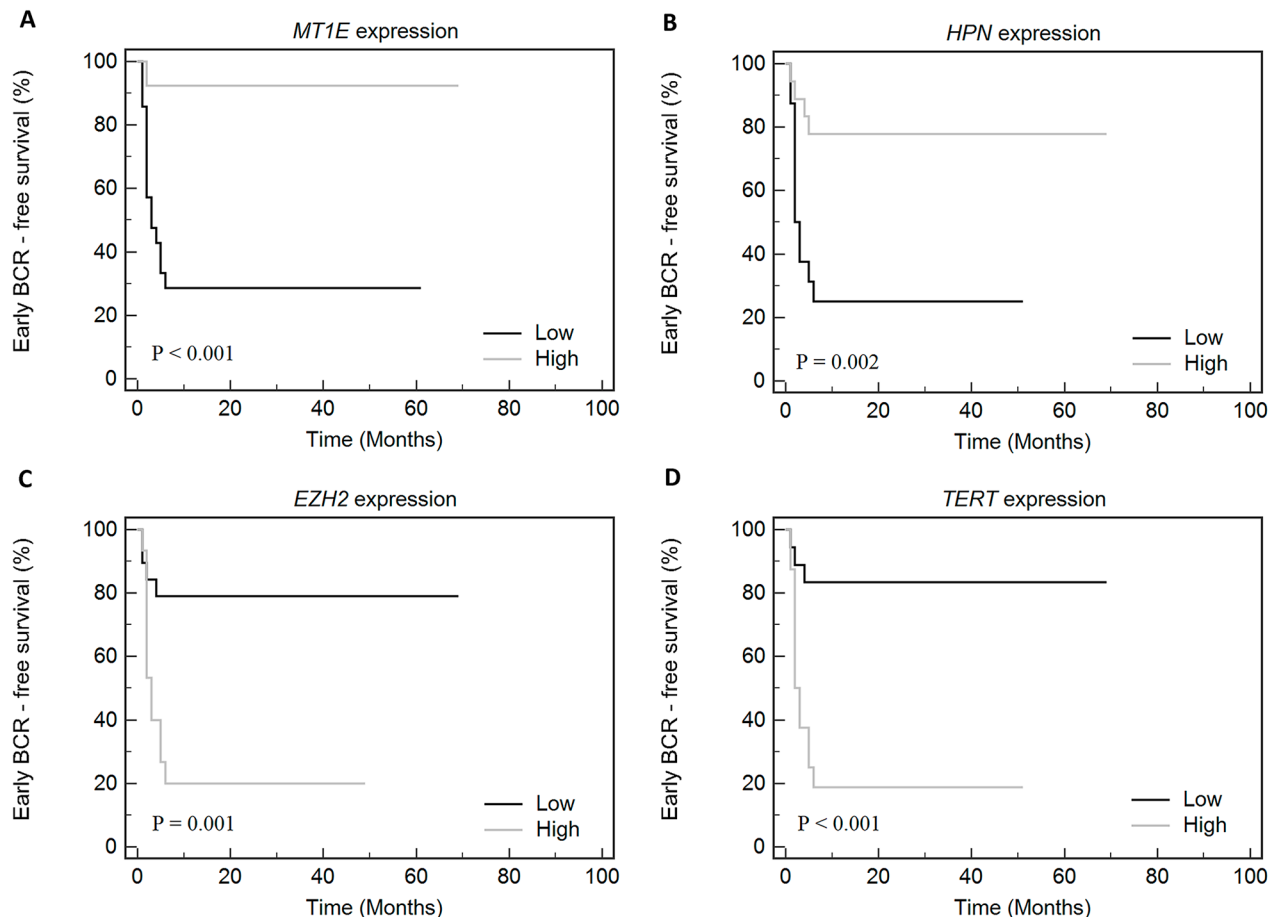 A
MT1E expression
Early BCR - free survival (%)
100
80
60
40
20
0
P < 0.001
Low
High
0 20 40 60 80 100
Time (Months)
B
HPN expression
Early BCR - free survival (%)
100
80
60
40
20
0
P = 0.002
Low
High
0 20 40 60 80 100
Time (Months)
C
EZH2 expression
Early BCR - free survival (%)
100
80
60
40
20
0
P = 0.001
Low
High
0 20 40 60 80 100
Time (Months)
D
TERT expression
Early BCR - free survival (%)
100
80
60
40
20
0
P < 0.001
Low
High
0 20 40 60 80 100
Time (Months)